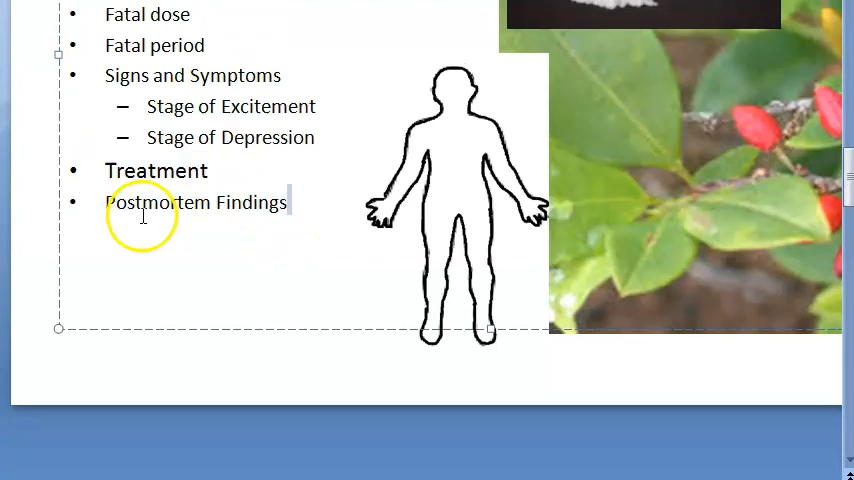 • Fatal dose
• Fatal period
• Signs and Symptoms
– Stage of Excitement
– Stage of Depression
• Treatment
• Postmortem Findings